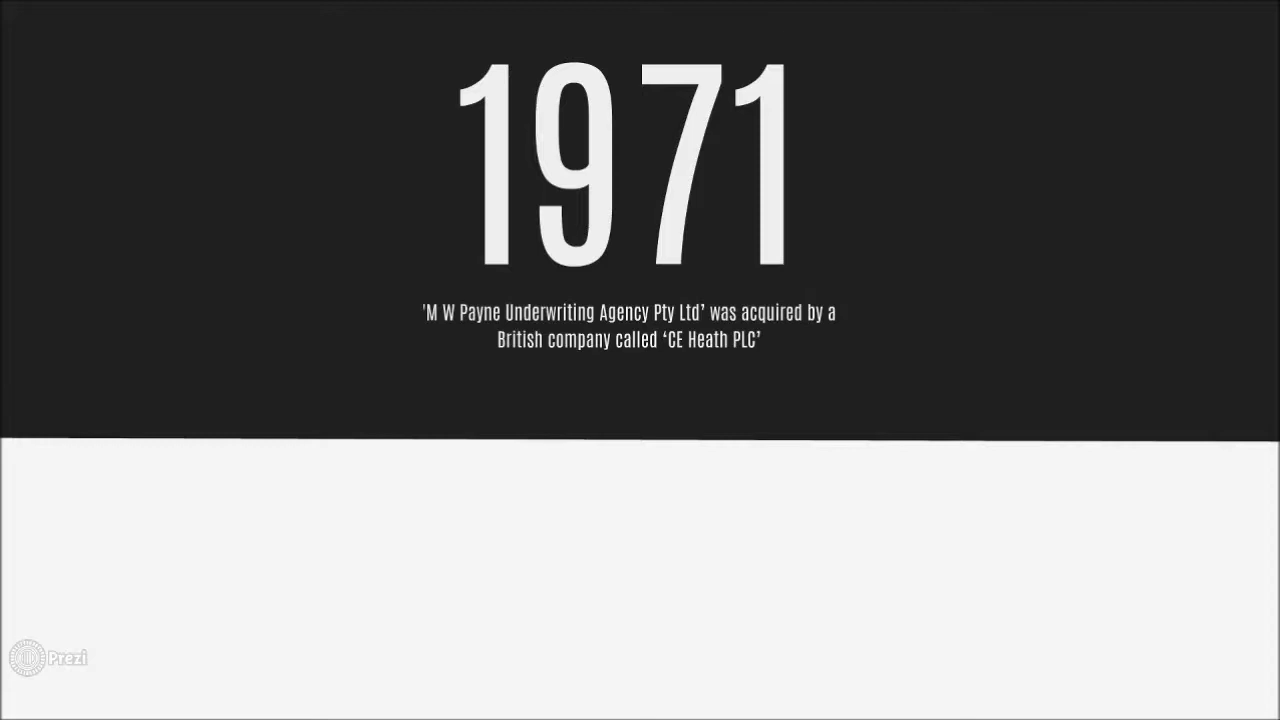 1971
'M W Payne Underwriting Agency Pty Ltd’ was acquired by a
British company called ‘CE Heath PLC’
Prezi